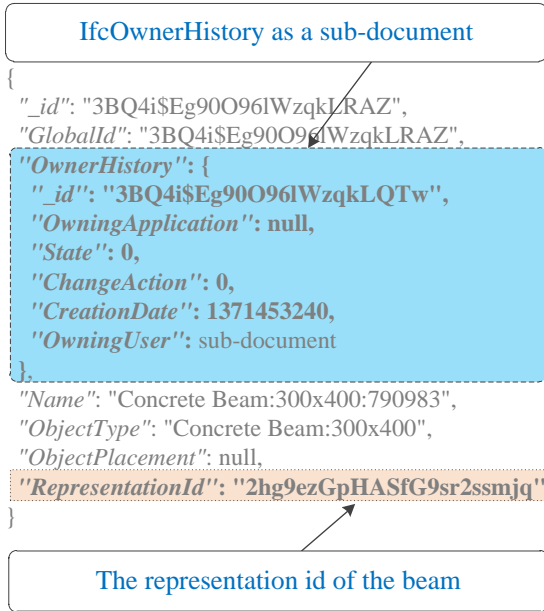 IfcOwnerHistory as a sub-document
{
"_id": "3BQ4i$Eg90O96lWzqkLRAZ",
"GlobalId": "3BQ4i$Eg90O96lWzqkLRAZ",
"OwnerHistory": {
"_id": "3BQ4i$Eg90O96lWzqkLQTw",
"OwningApplication": null,
"State": 0,
"ChangeAction": 0,
"CreationDate": 1371453240,
"OwningUser": sub-document
},
"Name": "Concrete Beam:300x400:790983",
"ObjectType": "Concrete Beam:300x400",
"ObjectPlacement": null,
"RepresentationId": "2hg9ezGpHASfG9sr2ssmjq"
}
The representation id of the beam